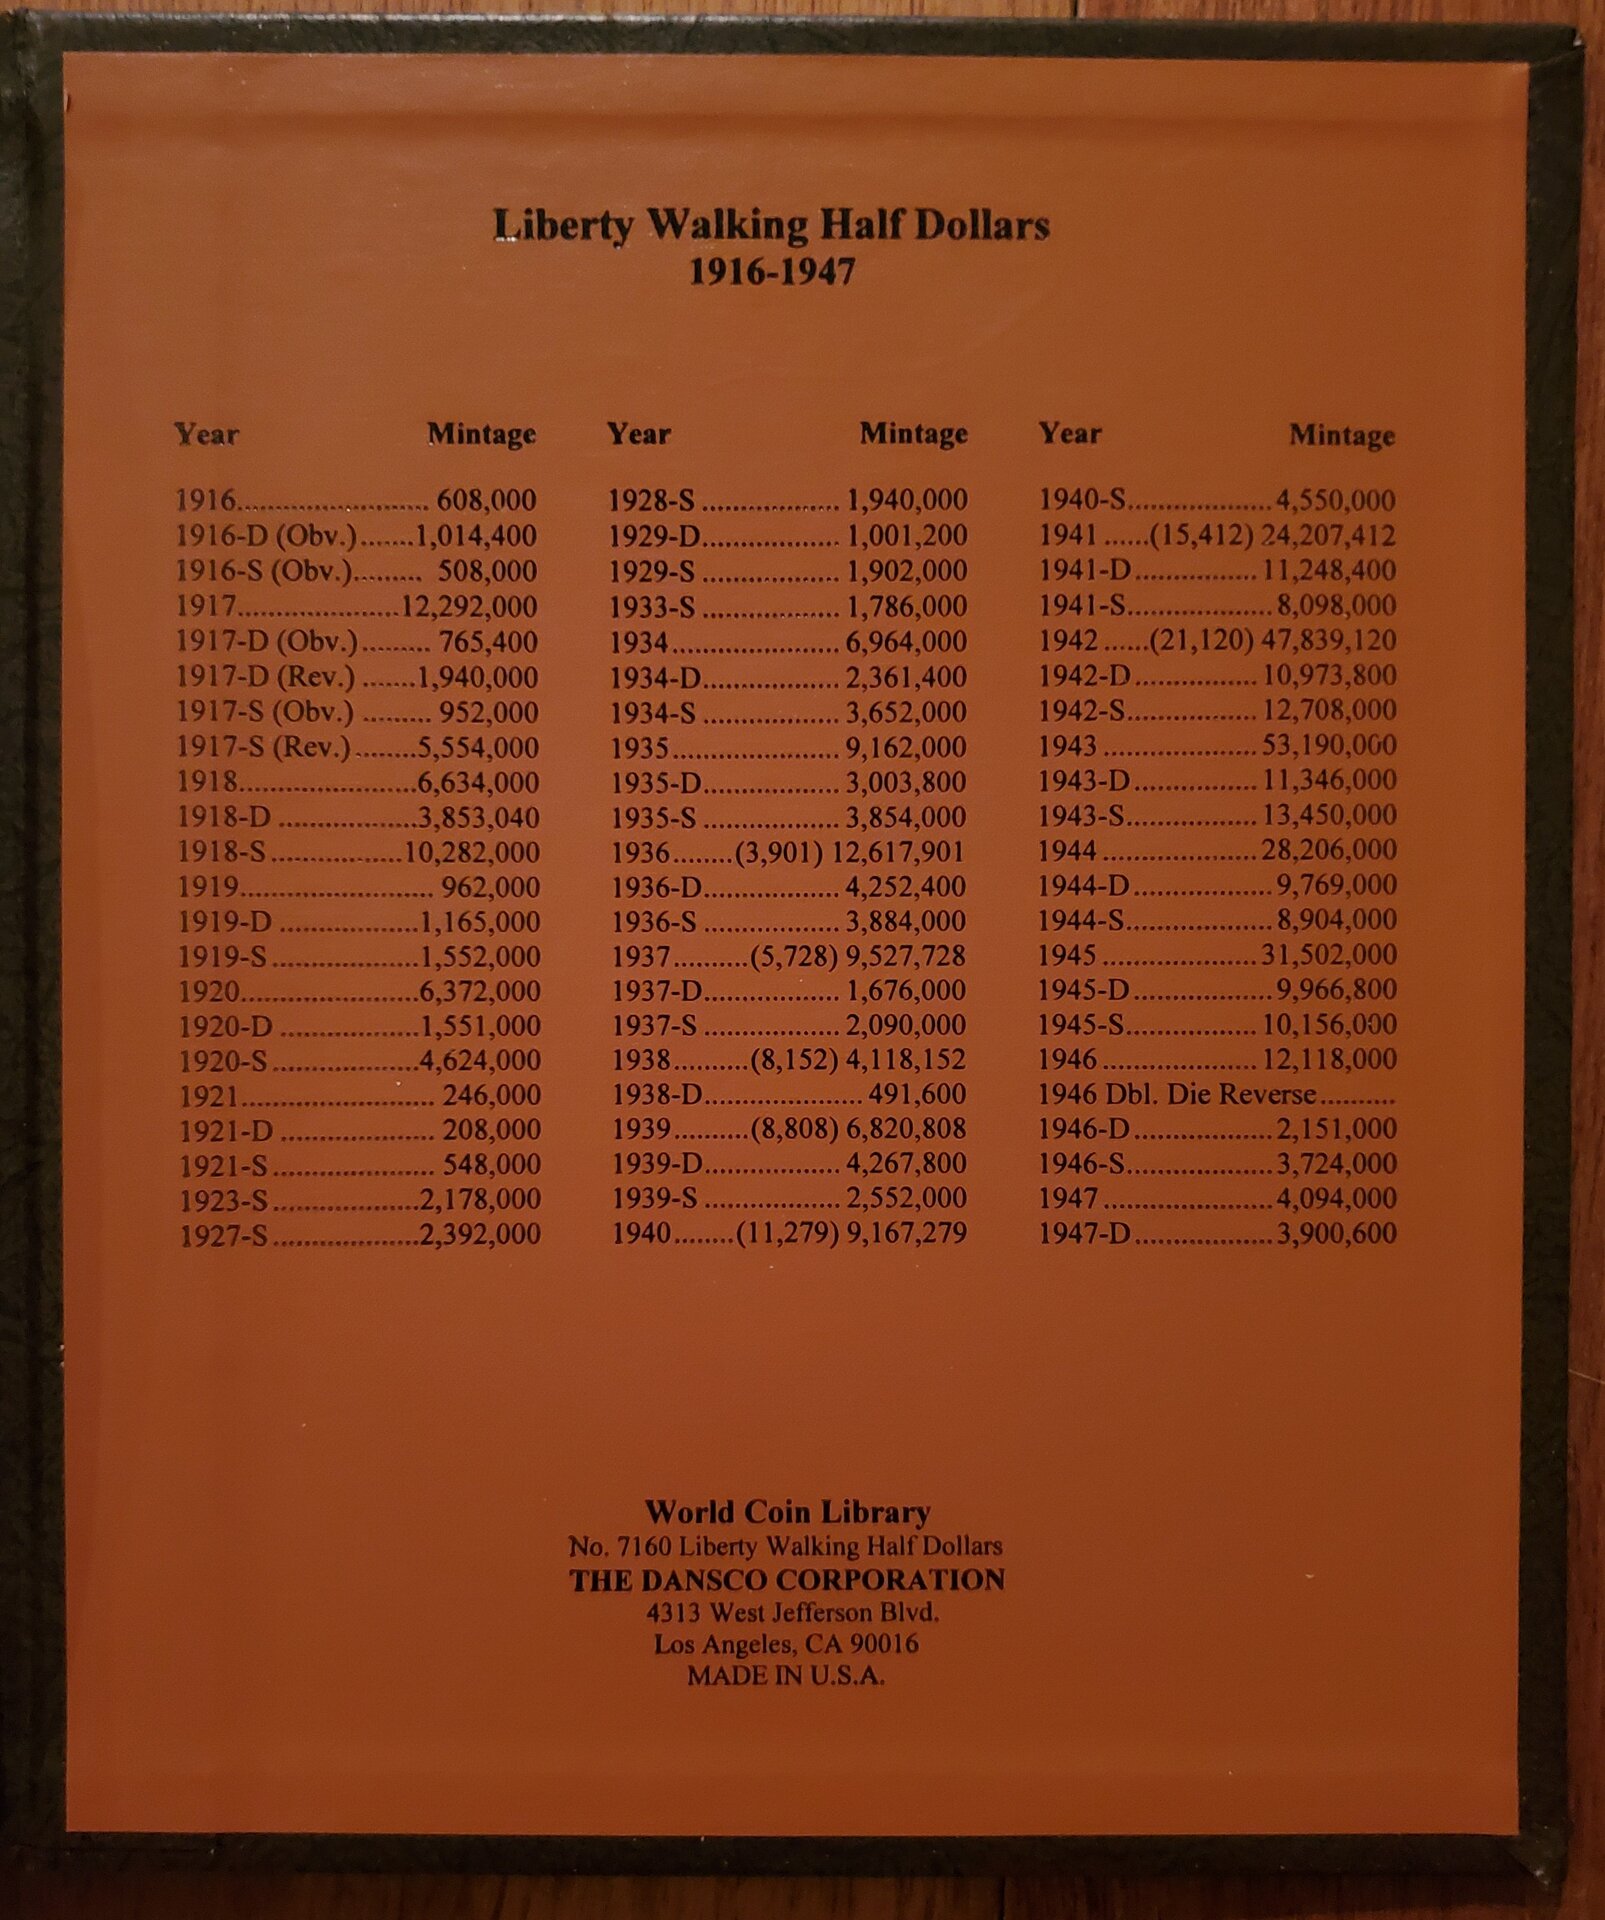 Liberty Walking Half Dollars
1916-1947
Year Mintage
1916........................ 608,000
1916-D (Obv.).......1,014,400
1916-S (Obv.)......... 508,000
1917.....................12,292,000
1917-D (Obv.)......... 765,400
1917-D (Rev.) .......1,940,000
1917-S (Obv.) ......... 952,000
1917-S (Rev.)........5,554,000
1918.......................6,634,000
1918-D ..................3,853,040
1918-S.................10,282,000
1919......................... 962,000
1919-D ..................1,165,000
1919-S...................1,552,000
1920.......................6,372,000
1920-D ..................1,551,000
1920-S...................4,624,000
1921......................... 246,000
1921-D .................... 208,000
1921-S..................... 548,000
1923-S...................2,178,000
1927-S...................2,392,000
Year Mintage
1928-S .................. 1,940,000
1929-D.................. 1,001,200
1929-S .................. 1,902,000
1933-S .................. 1,786,000
1934...................... 6,964,000
1934-D.................. 2,361,400
1934-S .................. 3,652,000
1935...................... 9,162,000
1935-D.................. 3,003,800
1935-S .................. 3,854,000
1936........(3,901) 12,617,901
1936-D.................. 4,252,400
1936-S .................. 3,884,000
1937..........(5,728) 9,527,728
1937-D.................. 1,676,000
1937-S .................. 2,090,000
1938..........(8,152) 4,118,152
1938-D..................... 491,600
1939..........(8,808) 6,820,808
1939-D.................. 4,267,800
1939-S .................. 2,552,000
1940........(11,279) 9,167,279
Year Mintage
1940-S...................4,550,000
1941 ......(15,412) 24,207,412
1941-D................ 11,248,400
1941-S...................8,098,000
1942 ......(21,120) 47,839,120
1942-D................ 10,973,800
1942-S................. 12,708,000
1943 .................... 53,190,000
1943-D................ 11,346,000
1943-S................. 13,450,000
1944 .................... 28,206,000
1944-D..................9,769,000
1944-S...................8,904,000
1945 .................... 31,502,000
1945-D...................9,966,800
1945-S................. 10,156,000
1946 .................... 12,118,000
1946 Dbl. Die Reverse..........
1946-D..................2,151,000
1946-S...................3,724,000
1947 ......................4,094,000
1947-D..................3,900,600
World Coin Library
No. 7160 Liberty Walking Half Dollars
THE DANSCO CORPORATION
4313 West Jefferson Blvd.
Los Angeles, CA 90016
MADE IN U.S.A.